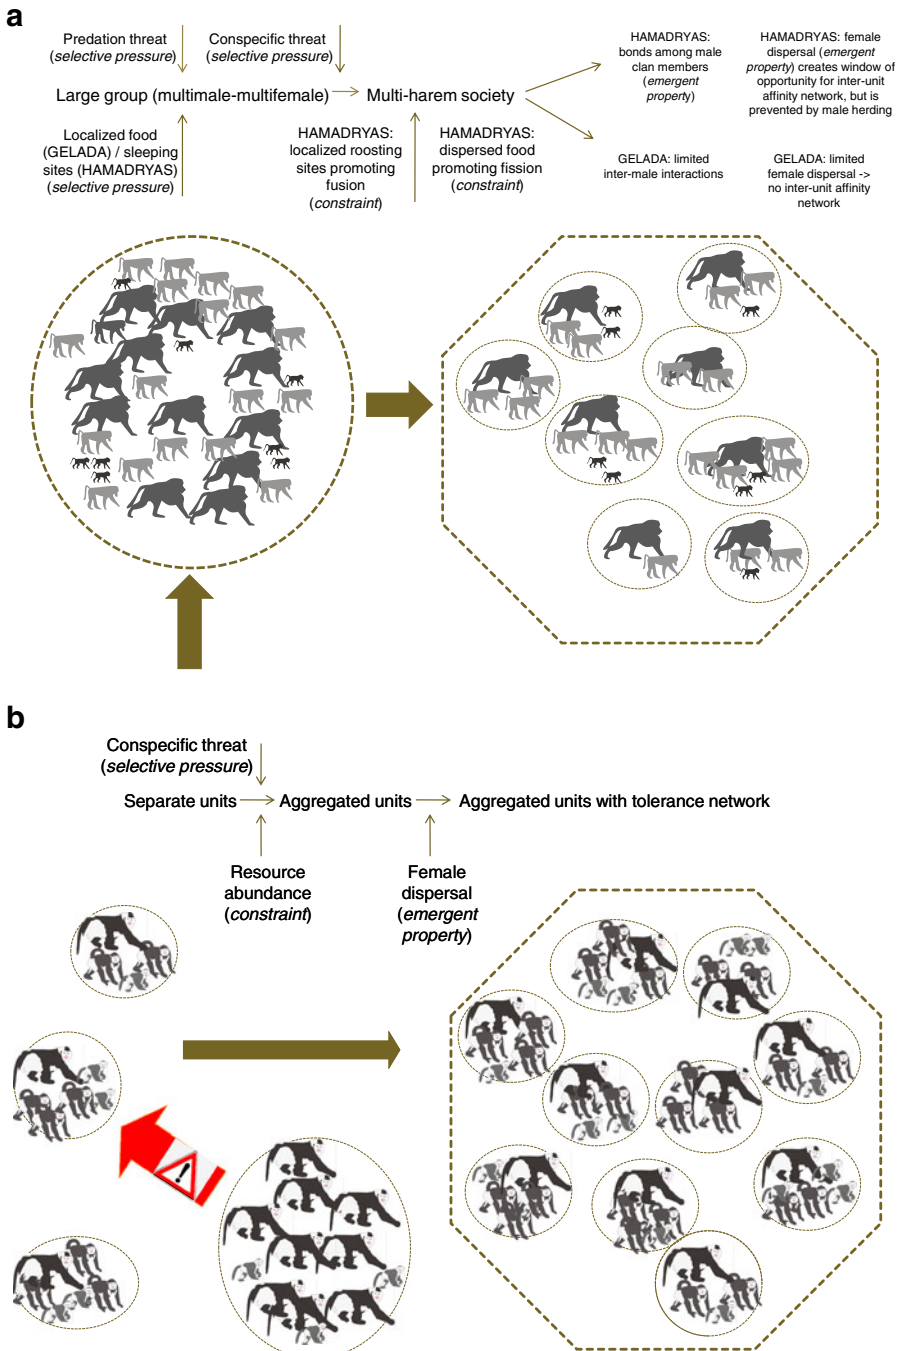 a
Predation threat
(selective pressure)
Conspecific threat
(selective pressure)
Large group (multimale-multifemale)
Multi-harem society
Localized food
(GELADA) / sleeping
sites (HAMADRYAS)
(selective pressure)
HAMADRYAS:
localized roosting
sites promoting
fusion
(constraint)
HAMADRYAS:
dispersed food
promoting fission
(constraint)
HAMADRYAS:
bonds among male
clan members
(emergent
property)
HAMADRYAS: female
dispersal (emergent
property) creates window of
opportunity for inter-unit
affinity network, but is
prevented by male herding
GELADA: limited
inter-male interactions
GELADA: limited
female dispersal ->
no inter-unit affinity
network
b
Conspecific threat
(selective pressure)
Separate units
Aggregated units
Aggregated units with tolerance network
Resource
abundance
(constraint)
Female
dispersal
(emergent
property)
!